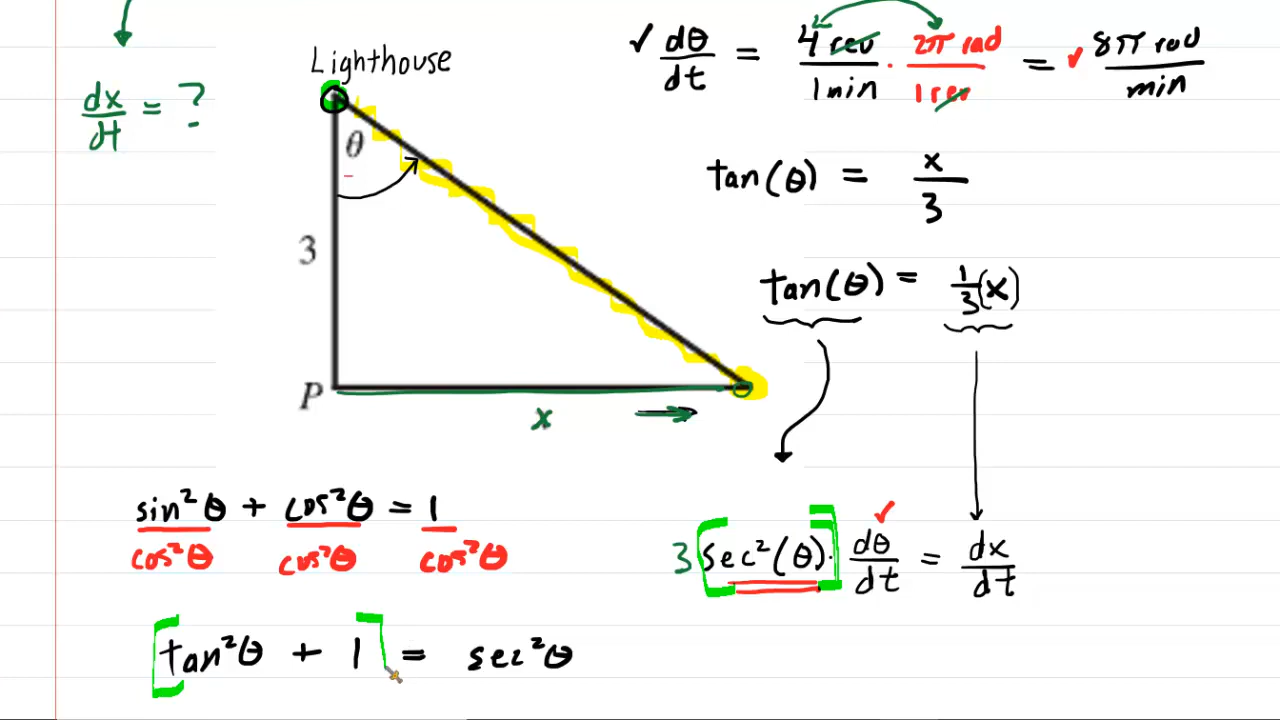 dx/dt = ?
Lighthouse
θ
3
P
x
✓ dθ/dt = 4 rev/1 min · 2π rad/1 rev = ✓ 8π rad/min
tan(θ) = x/3
tan(θ) = 1/3(x)
sin²θ + cos²θ = 1
cos²θ cos²θ cos²θ
3 [sec²(θ)] · dθ/dt ✓ = dx/dt
[tan²θ + 1] = sec²θ